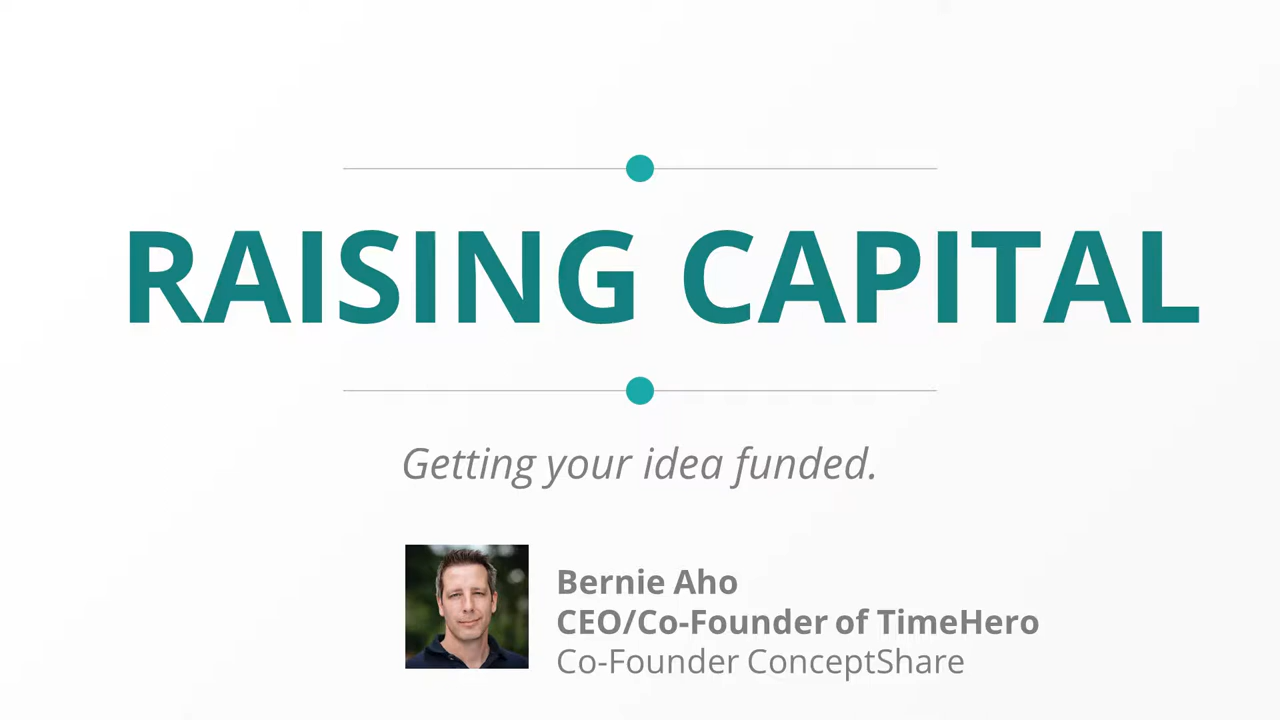 RAISING CAPITAL
Getting your idea funded.
Bernie Aho
CEO/Co-Founder of TimeHero
Co-Founder ConceptShare